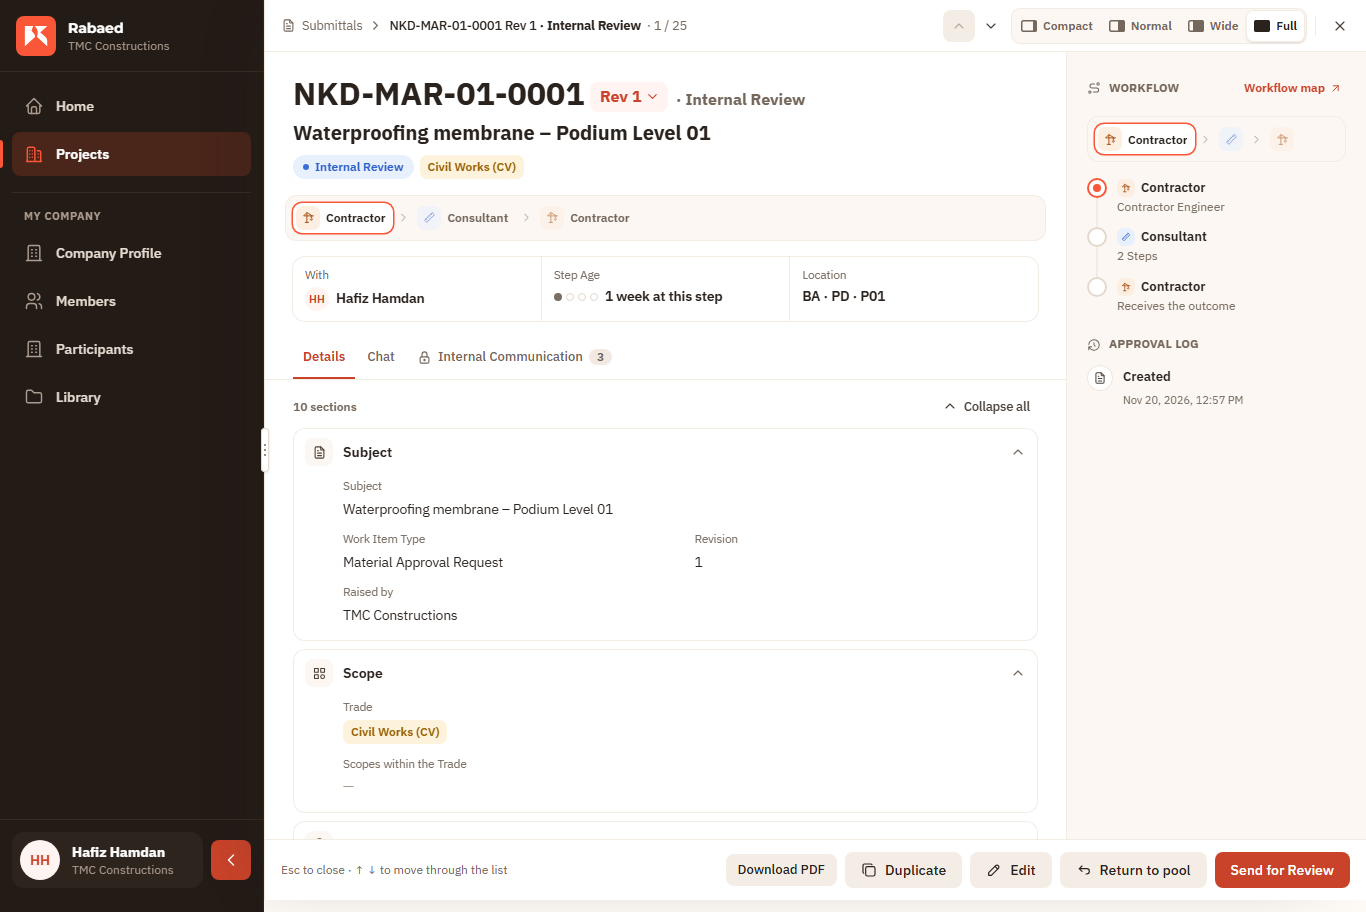 Rabaed
TMC Constructions
Home
Projects
MY COMPANY
Company Profile
Members
Participants
Library
HH
Hafiz Hamdan
TMC Constructions
Submittals
NKD-MAR-01-0001 Rev 1 · Internal Review · 1 / 25
Compact
Normal
Wide
Full
NKD-MAR-01-0001 Rev 1 · Internal Review
Waterproofing membrane – Podium Level 01
Internal Review
Civil Works (CV)
Contractor
Consultant
Contractor
With
HH Hafiz Hamdan
Step Age
1 week at this step
Location
BA · PD · P01
Details
Chat
Internal Communication 3
10 sections
Collapse all
Subject
Subject
Waterproofing membrane – Podium Level 01
Work Item Type
Material Approval Request
Revision
1
Raised by
TMC Constructions
Scope
Trade
Civil Works (CV)
Scopes within the Trade
—
WORKFLOW
Workflow map
Contractor
Contractor
Contractor Engineer
Consultant
2 Steps
Contractor
Receives the outcome
APPROVAL LOG
Created
Nov 20, 2026, 12:57 PM
Esc to close · ↑ ↓ to move through the list
Download PDF
Duplicate
Edit
Return to pool
Send for Review